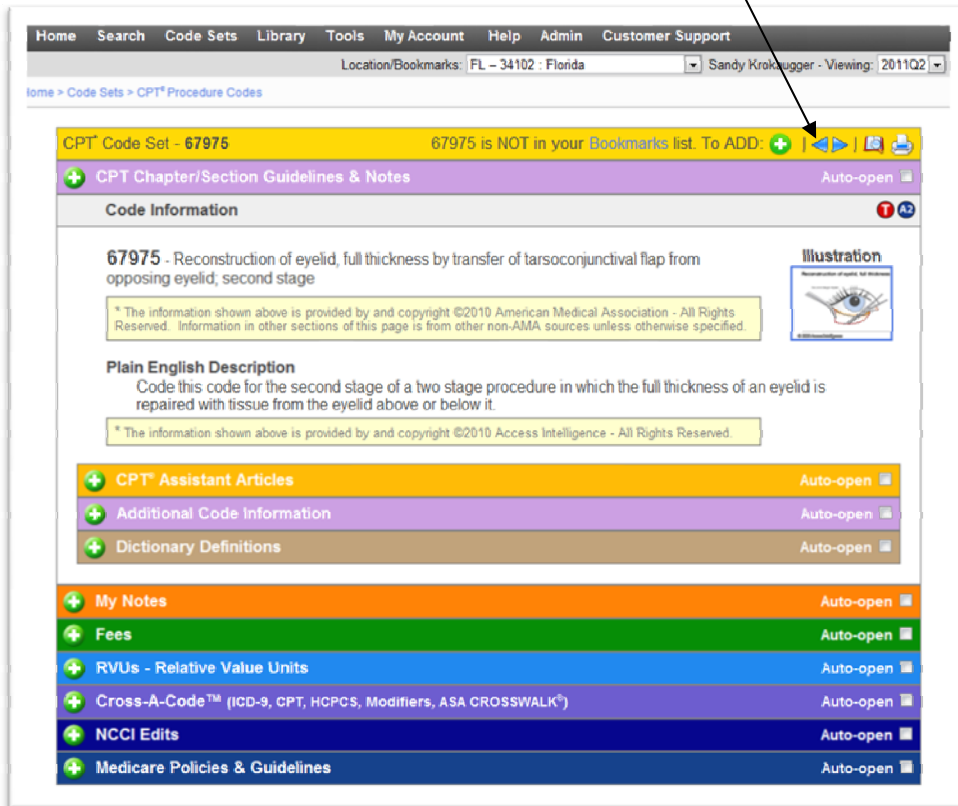 Home Search Code Sets Library Tools My Account Help Admin Customer Support
Location/Bookmarks: FL – 34102 : Florida Sandy Krokaugger - Viewing: 2011Q2
Home > Code Sets > CPT® Procedure Codes
CPT® Code Set - 67975 67975 is NOT in your Bookmarks list. To ADD: | |
CPT Chapter/Section Guidelines & Notes Auto-open
Code Information T A2
67975 - Reconstruction of eyelid, full thickness by transfer of tarsoconjunctival flap from
opposing eyelid; second stage
Illustration
Reconstruction of eyelid, full thickness
* The information shown above is provided by and copyright ©2010 American Medical Association - All Rights
Reserved. Information in other sections of this page is from other non-AMA sources unless otherwise specified.
Plain English Description
Code this code for the second stage of a two stage procedure in which the full thickness of an eyelid is
repaired with tissue from the eyelid above or below it.
* The information shown above is provided by and copyright ©2010 Access Intelligence - All Rights Reserved.
CPT® Assistant Articles Auto-open
Additional Code Information Auto-open
Dictionary Definitions Auto-open
My Notes Auto-open
Fees Auto-open
RVUs - Relative Value Units Auto-open
Cross-A-Code™ (ICD-9, CPT, HCPCS, Modifiers, ASA CROSSWALK®) Auto-open
NCCI Edits Auto-open
Medicare Policies & Guidelines Auto-open